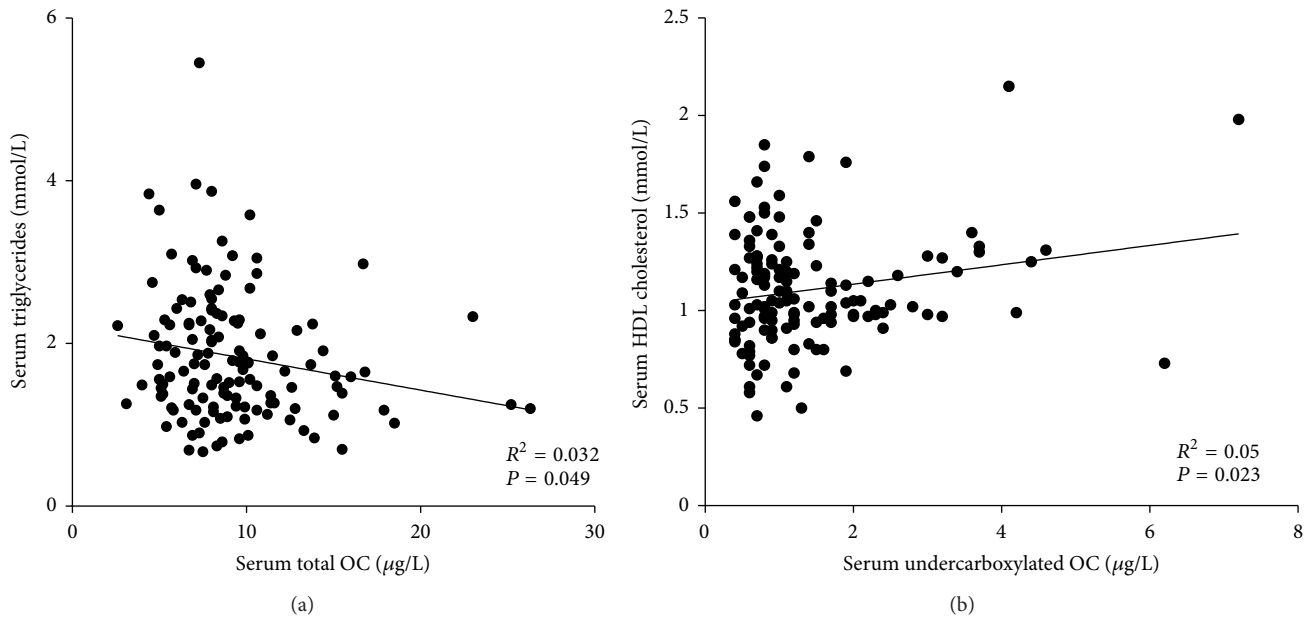 6
4
2
0
Serum triglycerides (mmol/L)
0
10
20
30
Serum total OC (μg/L)
R² = 0.032
P = 0.049
(a)
2.5
2
1.5
1
0.5
0
Serum HDL cholesterol (mmol/L)
0
2
4
6
8
Serum undercarboxylated OC (μg/L)
R² = 0.05
P = 0.023
(b)